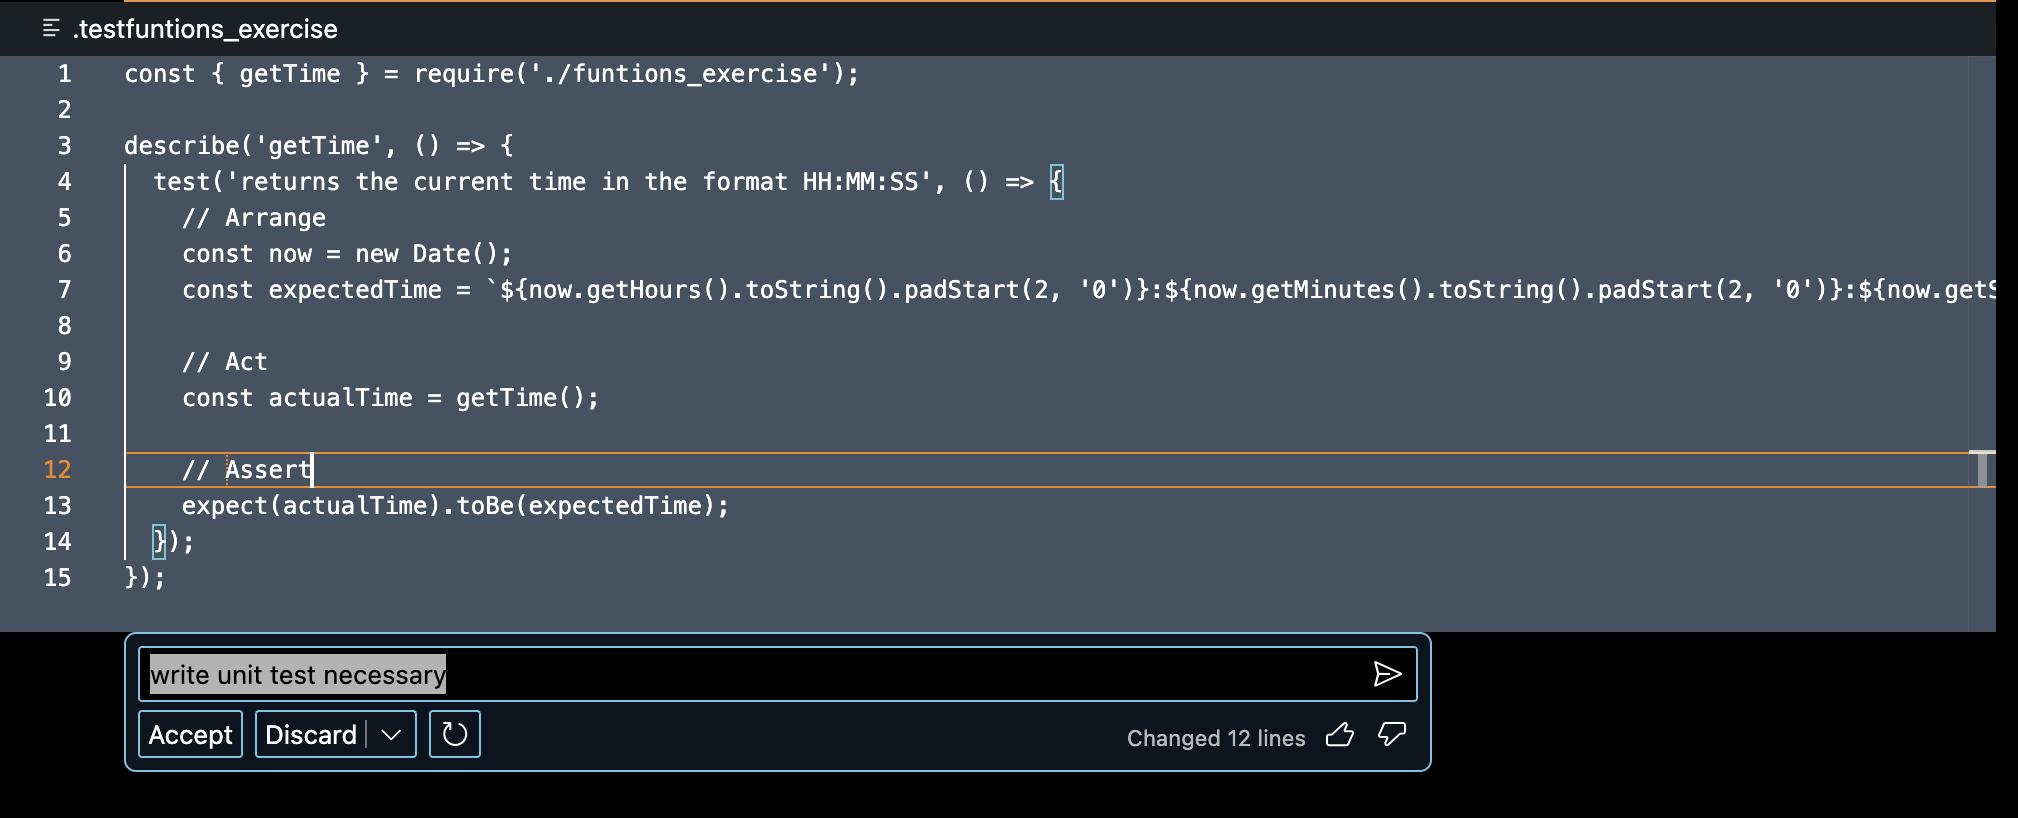 .testfuntions_exercise
1 const { getTime } = require('./funtions_exercise');
2
3 describe('getTime', () => {
4 test('returns the current time in the format HH:MM:SS', () => {
5 // Arrange
6 const now = new Date();
7 const expectedTime = `${now.getHours().toString().padStart(2, '0')}:${now.getMinutes().toString().padStart(2, '0')}:${now.getS
8
9 // Act
10 const actualTime = getTime();
11
12 // Assert
13 expect(actualTime).toBe(expectedTime);
14 });
15 });
write unit test necessary
Accept Discard Changed 12 lines